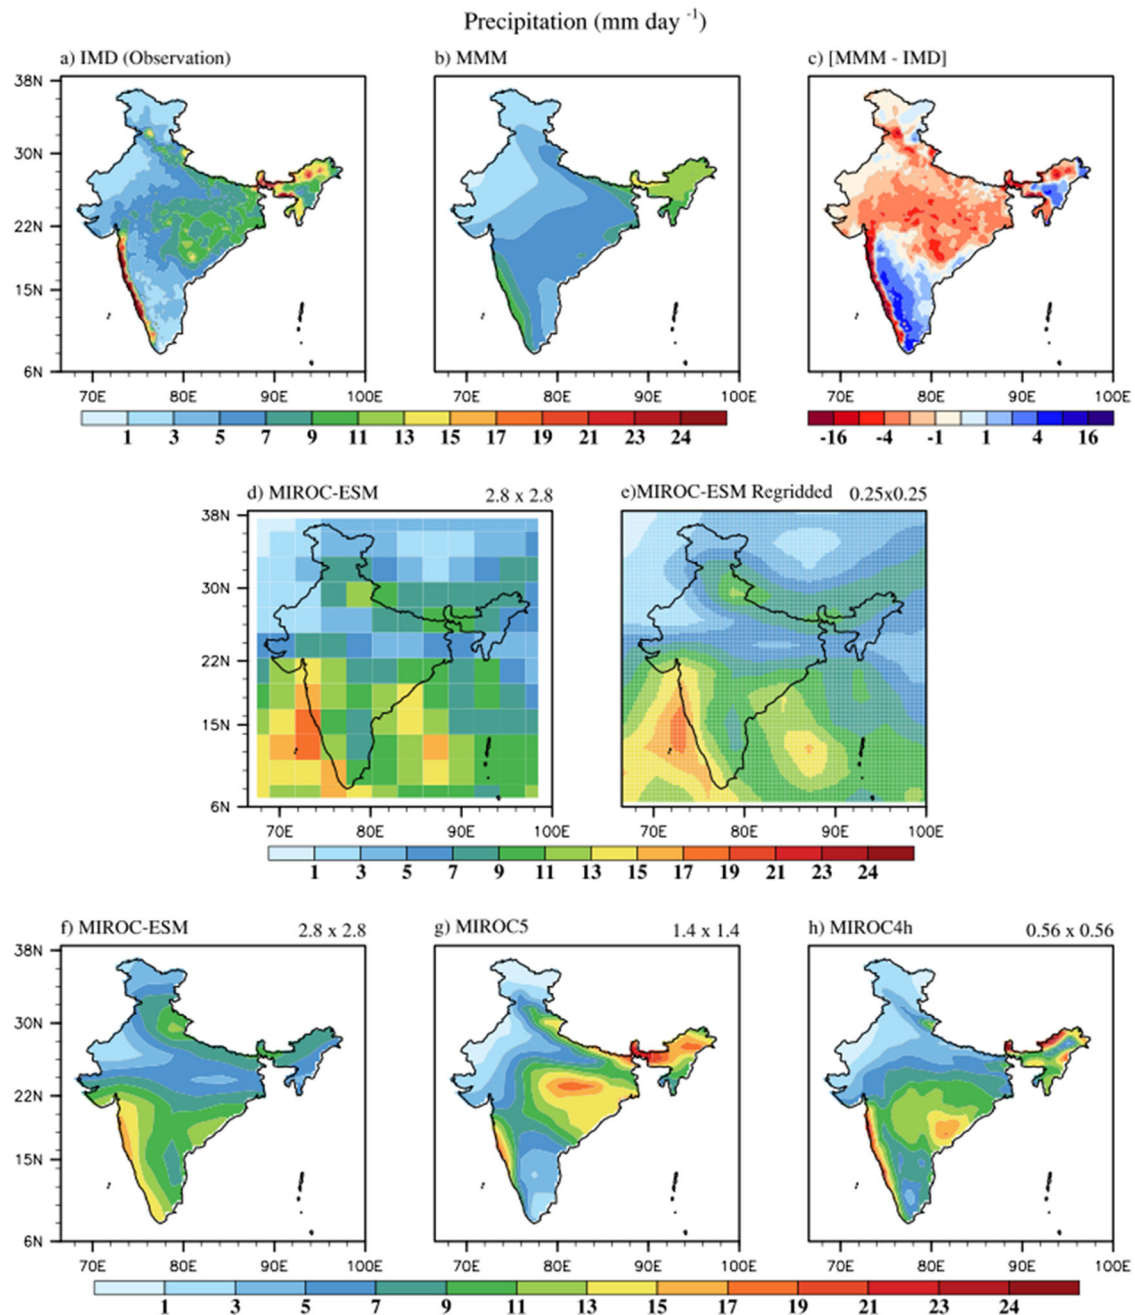 Precipitation (mm day -1)
a) IMD (Observation)
b) MMM
c) [MMM - IMD]
38N
30N
22N
15N
6N
70E 80E 90E 100E
70E 80E 90E 100E
70E 80E 90E 100E
1 3 5 7 9 11 13 15 17 19 21 23 24
-16 -4 -1 1 4 16
d) MIROC-ESM 2.8 x 2.8
e)MIROC-ESM Regridded 0.25x0.25
38N
30N
22N
15N
6N
70E 80E 90E 100E
70E 80E 90E 100E
1 3 5 7 9 11 13 15 17 19 21 23 24
f) MIROC-ESM 2.8 x 2.8
g) MIROC5 1.4 x 1.4
h) MIROC4h 0.56 x 0.56
38N
30N
22N
15N
6N
70E 80E 90E 100E
70E 80E 90E 100E
70E 80E 90E 100E
1 3 5 7 9 11 13 15 17 19 21 23 24